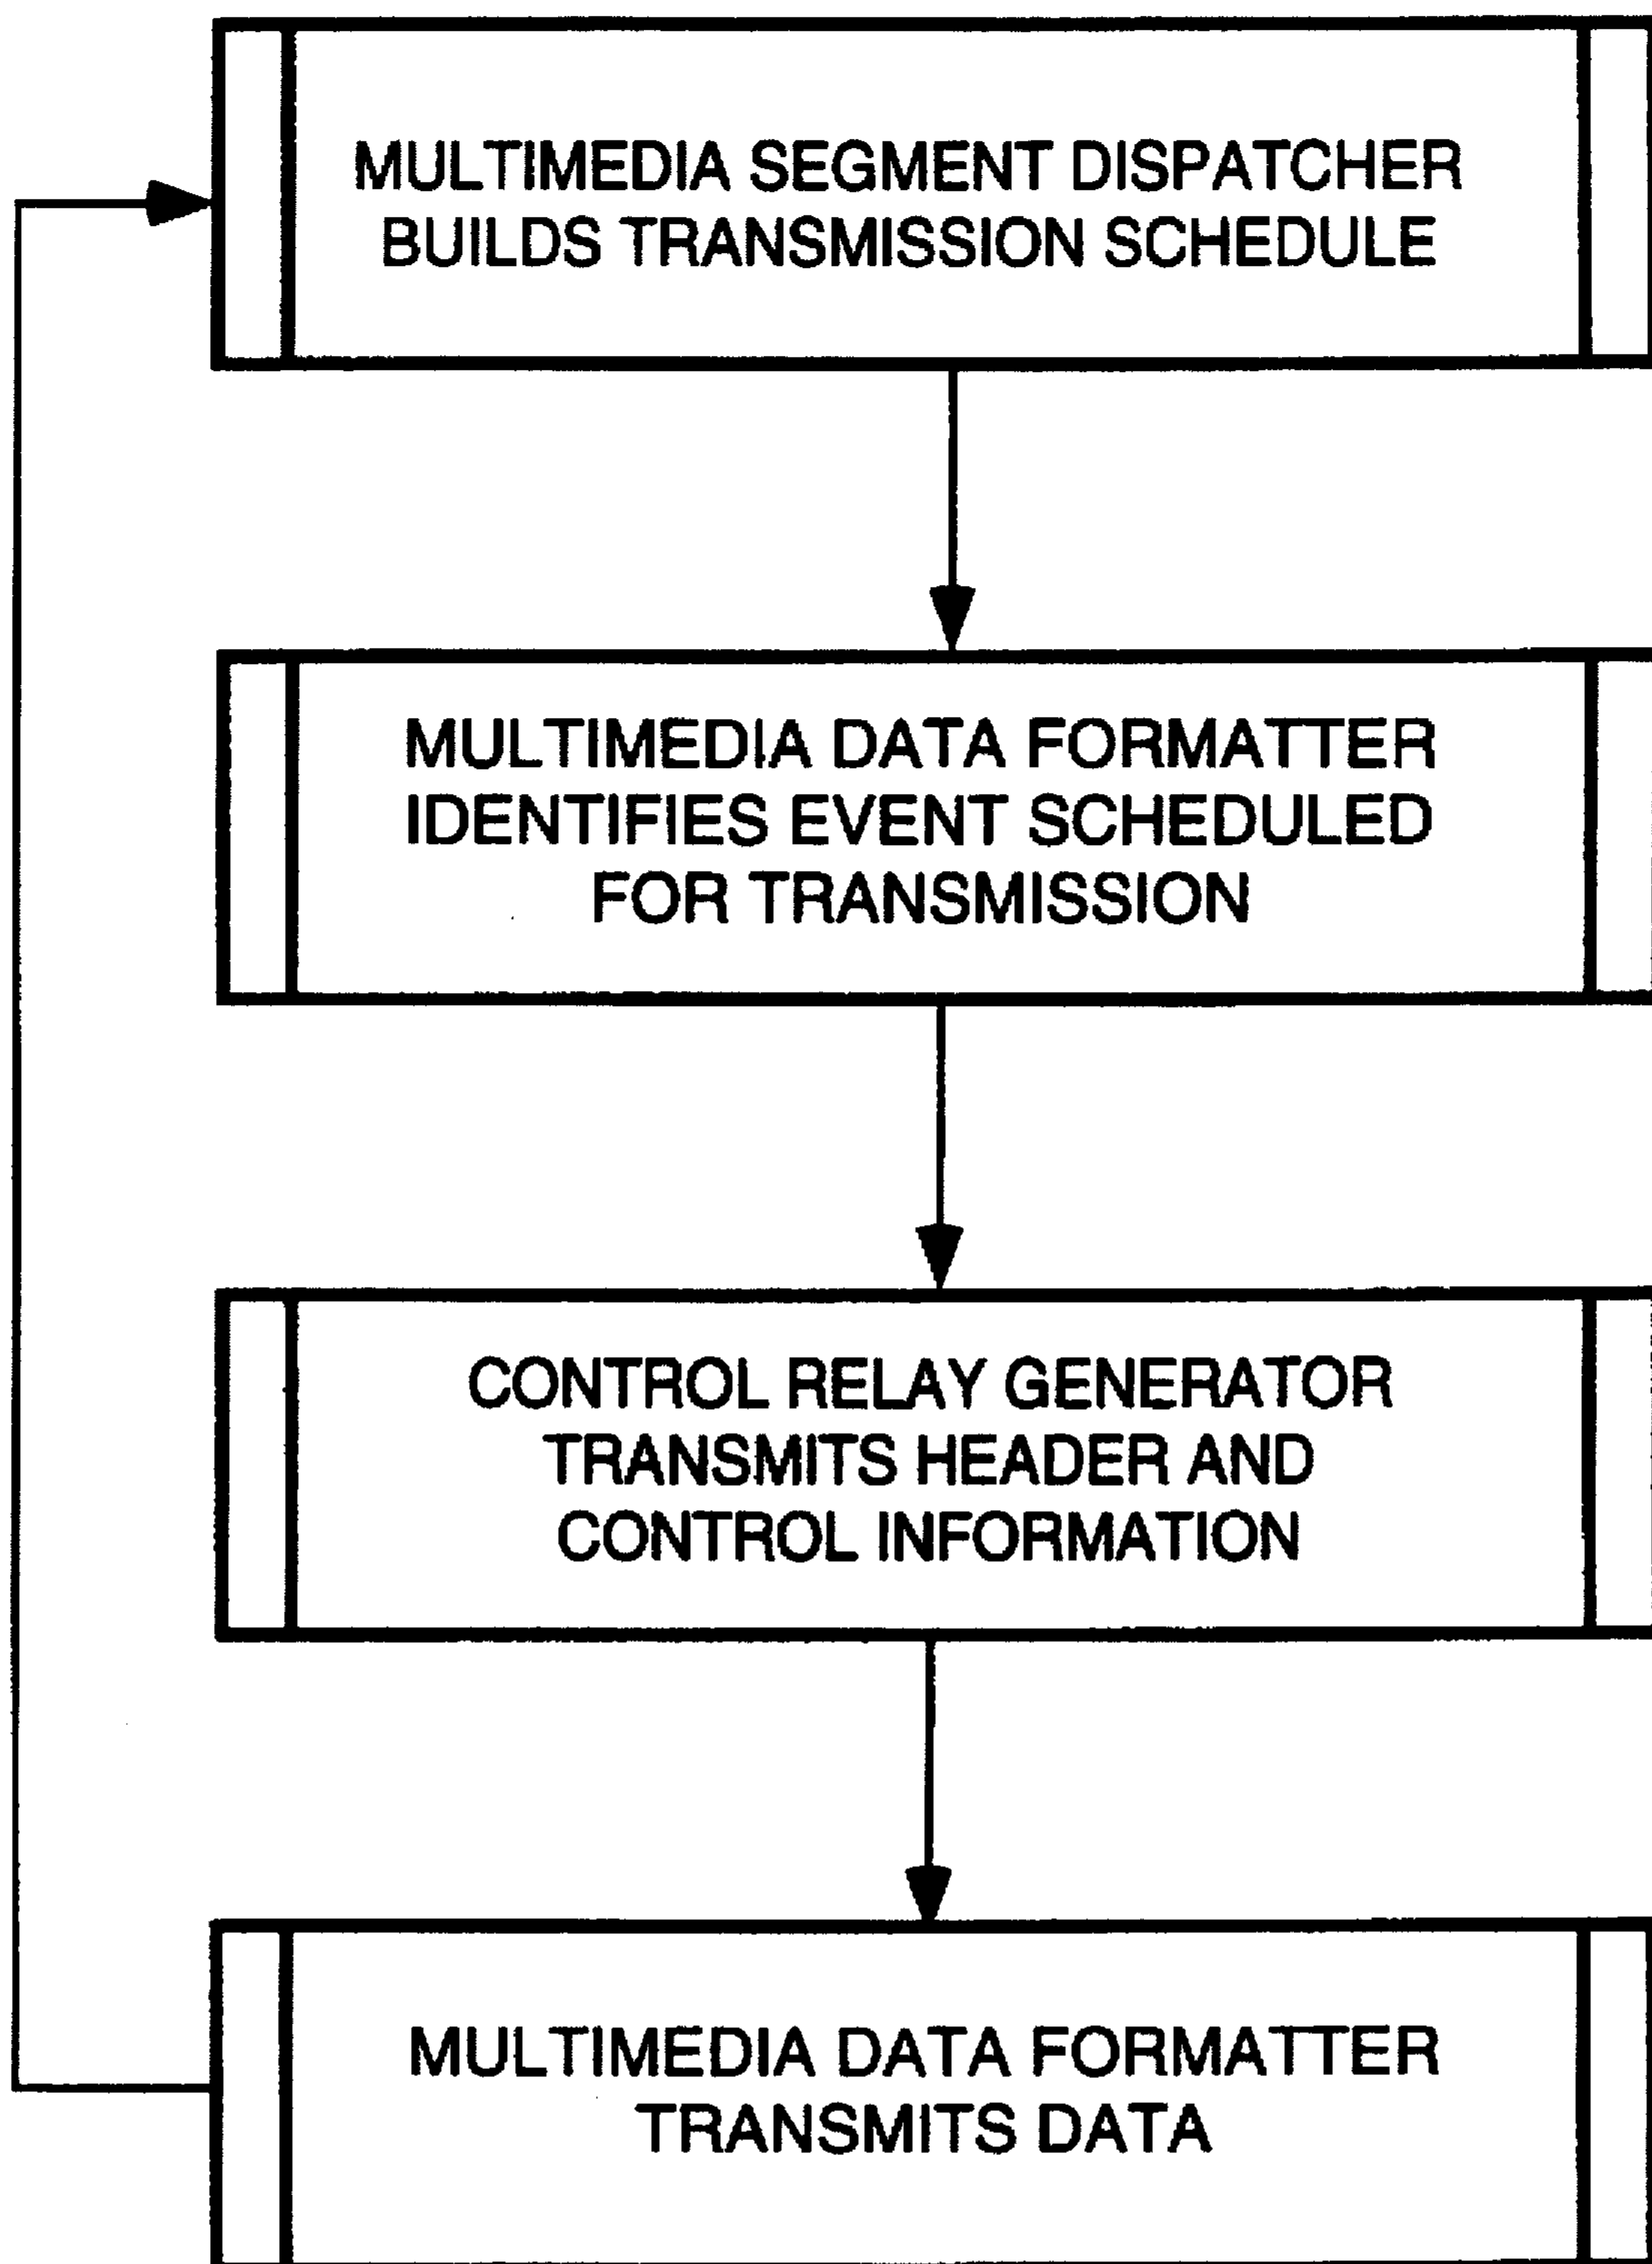 MULTIMEDIA SEGMENT DISPATCHER
BUILDS TRANSMISSION SCHEDULE
MULTIMEDIA DATA FORMATTER
IDENTIFIES EVENT SCHEDULED
FOR TRANSMISSION
CONTROL RELAY GENERATOR
TRANSMITS HEADER AND
CONTROL INFORMATION
MULTIMEDIA DATA FORMATTER
TRANSMITS DATA